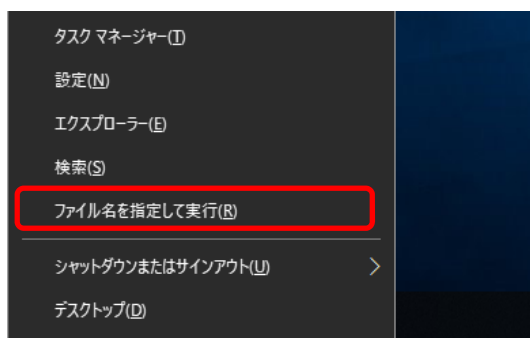 タスク マネージャー(T)
設定(N)
エクスプローラー(E)
検索(S)
ファイル名を指定して実行(R)
シャットダウンまたはサインアウト(U)
デスクトップ(D)